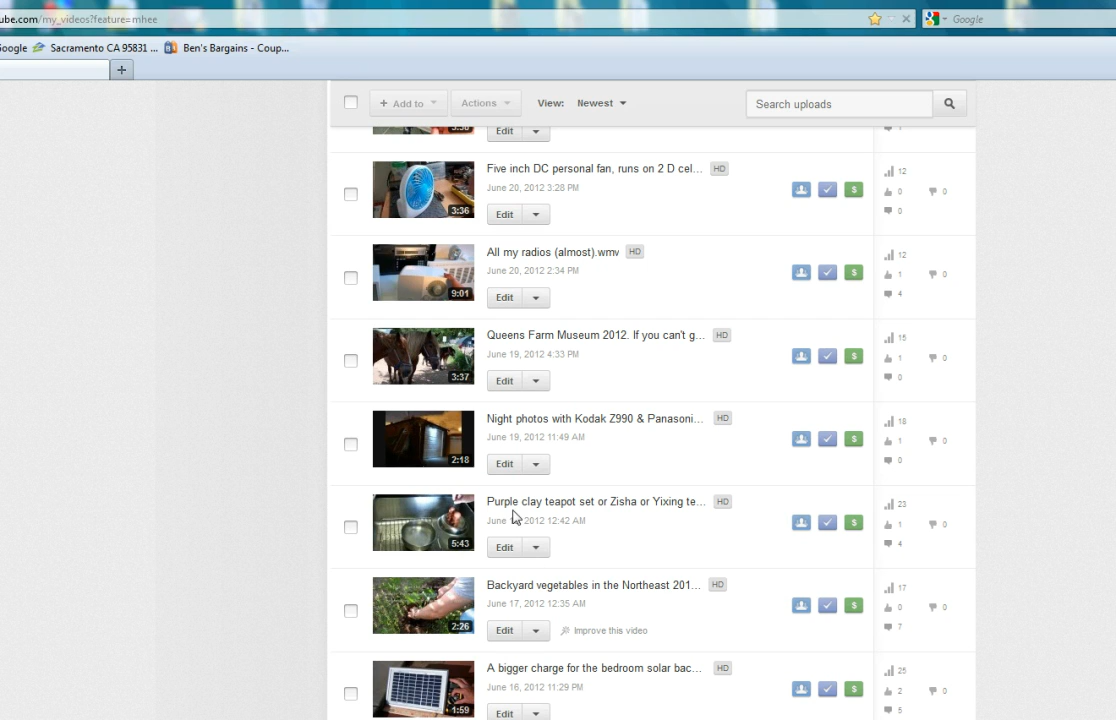 ube.com/my_videos?feature=mhee
Google
Google Sacramento CA 95831 ... Ben's Bargains - Coup...
+
+ Add to Actions View: Newest Search uploads
3:38 Edit 1
Five inch DC personal fan, runs on 2 D cel... HD
12
June 20, 2012 3:28 PM
$
0 0
3:36 Edit
0
All my radios (almost).wmv HD
12
June 20, 2012 2:34 PM
$
1 0
9:01 Edit
4
Queens Farm Museum 2012. If you can't g... HD
15
June 19, 2012 4:33 PM
$
1 0
3:37 Edit
0
Night photos with Kodak Z990 & Panasoni... HD
18
June 19, 2012 11:49 AM
$
1 0
2:18 Edit
0
Purple clay teapot set or Zisha or Yixing te... HD
23
June 2012 12:42 AM
$
1 0
5:43 Edit
4
Backyard vegetables in the Northeast 201... HD
17
June 17, 2012 12:35 AM
$
0 0
2:26 Edit Improve this video
7
A bigger charge for the bedroom solar bac... HD
25
June 16, 2012 11:29 PM
$
2 0
1:59 Edit
5